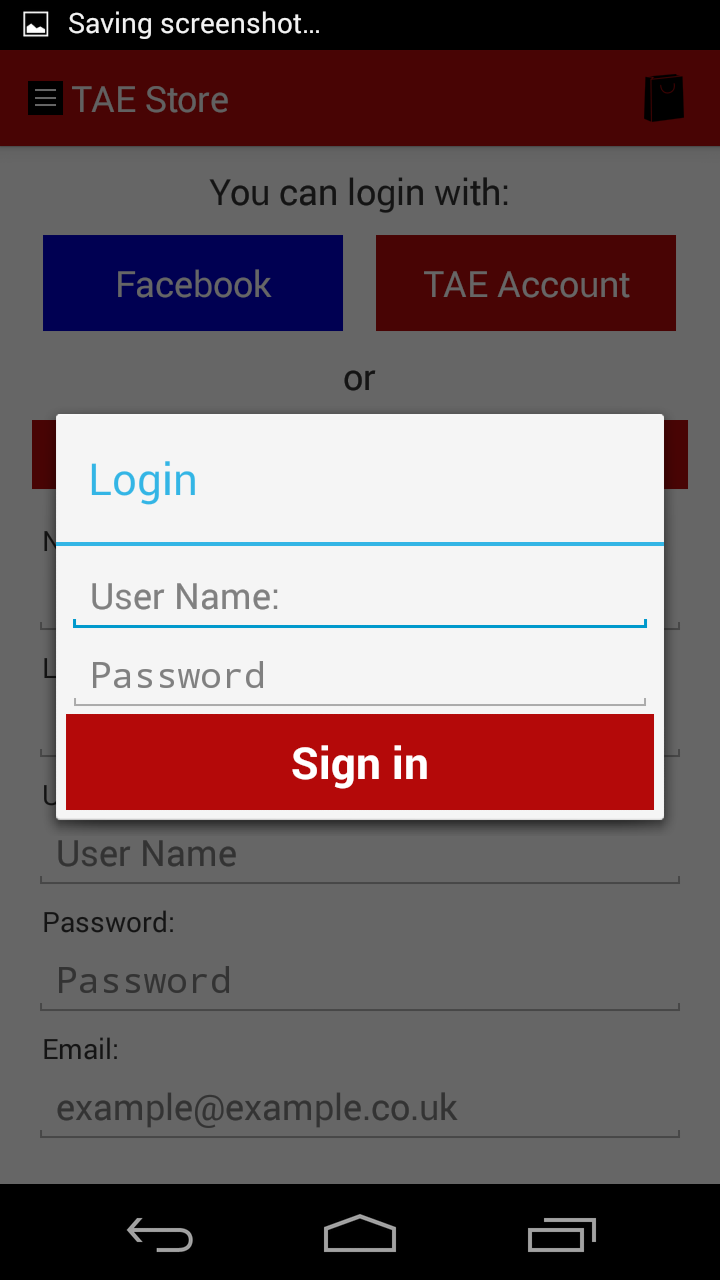 Saving screenshot...
TAE Store
You can login with:
Facebook
TAE Account
or
Login
User Name:
Password
Sign in
User Name
Password:
Password
Email:
example@example.co.uk